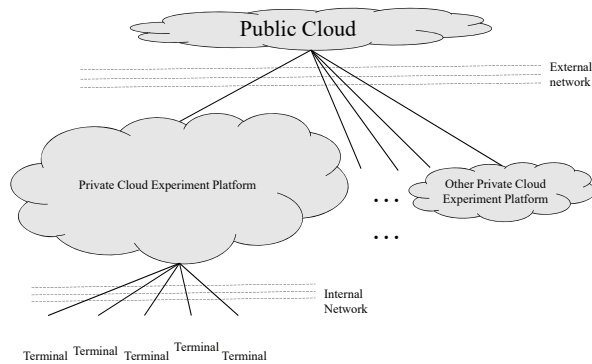 Public Cloud
External
network
Private Cloud Experiment Platform
Other Private Cloud
Experiment Platform
...
...
Internal
Network
Terminal Terminal Terminal Terminal Terminal